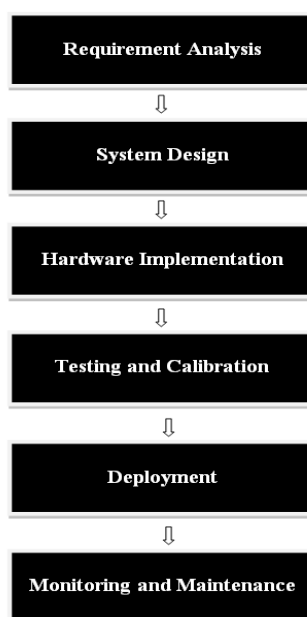 Requirement Analysis
System Design
Hardware Implementation
Testing and Calibration
Deployment
Monitoring and Maintenance